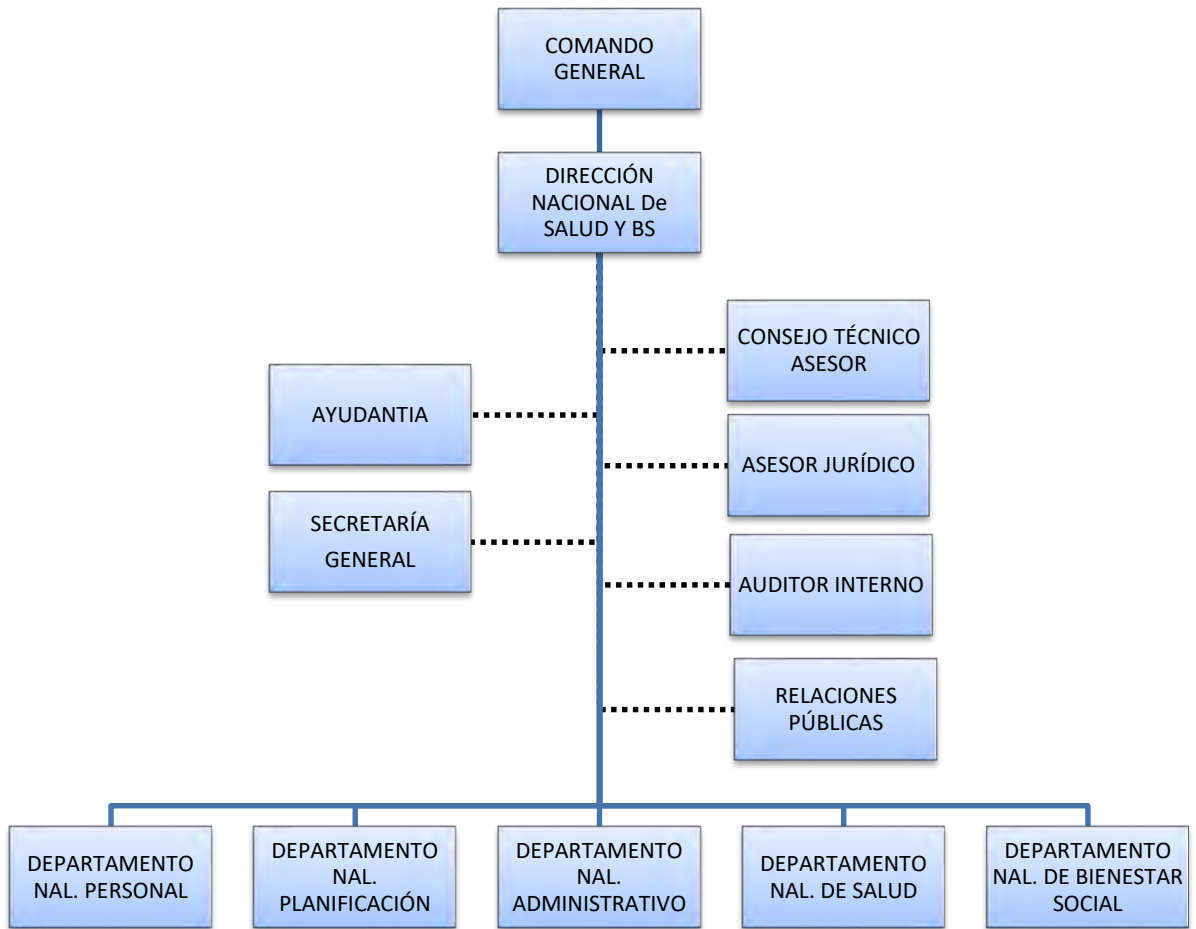 COMANDO
GENERAL
DIRECCIÓN
NACIONAL De
SALUD Y BS
CONSEJO TÉCNICO
ASESOR
AYUDANTIA
ASESOR JURÍDICO
SECRETARÍA
GENERAL
AUDITOR INTERNO
RELACIONES
PÚBLICAS
DEPARTAMENTO
NAL. PERSONAL
DEPARTAMENTO
NAL.
PLANIFICACIÓN
DEPARTAMENTO
NAL.
ADMINISTRATIVO
DEPARTAMENTO
NAL. DE SALUD
DEPARTAMENTO
NAL. DE BIENESTAR
SOCIAL